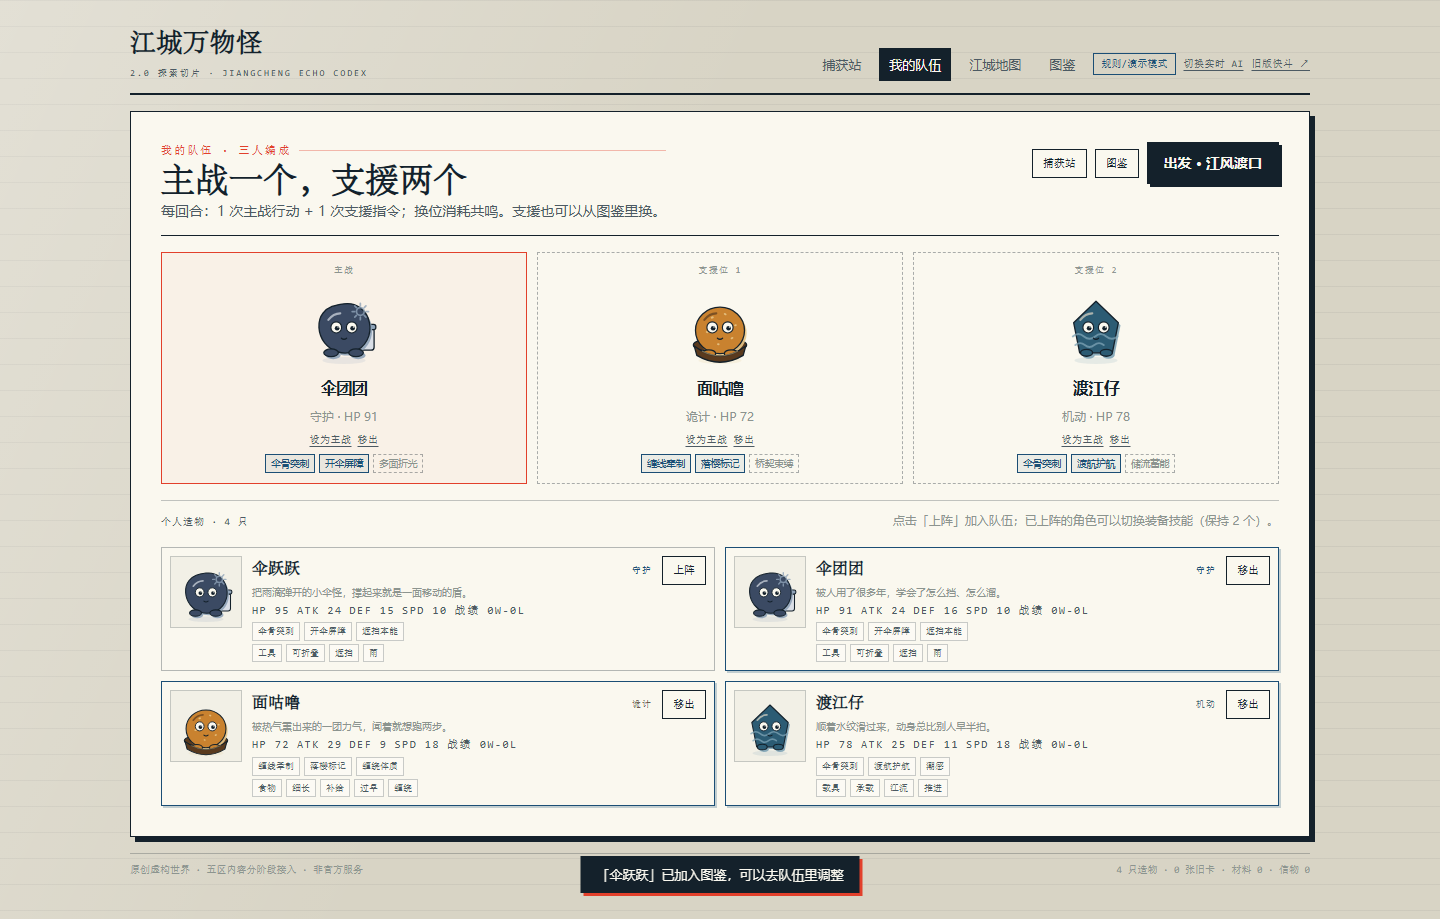 江城万物怪
2.0 探索切片 · JIANGCHENG ECHO CODEX
捕获站 我的队伍 江城地图 图鉴 规则/演示模式 切换实时 AI 旧版快斗 ↗
我的队伍 · 三人编成
主战一个，支援两个
每回合：1 次主战行动 + 1 次支援指令；换位消耗共鸣。支援也可以从图鉴里换。
捕获站 图鉴 出发 · 江风渡口
主战
伞团团
守护 · HP 91
设为主战 移出
伞骨突刺 开伞屏障 多面折光
支援位 1
面咕噜
诡计 · HP 72
设为主战 移出
缠线牵制 落樱标记 桥契束缚
支援位 2
渡江仔
机动 · HP 78
设为主战 移出
伞骨突刺 渡航护航 储流蓄能
个人造物 · 4 只
点击「上阵」加入队伍；已上阵的角色可以切换装备技能（保持 2 个）。
伞跃跃 守护 上阵
把雨滴弹开的小伞怪，撑起来就是一面移动的盾。
HP 95 ATK 24 DEF 15 SPD 10 战绩 0W-0L
伞骨突刺 开伞屏障 遮挡本能
工具 可折叠 遮挡 雨
伞团团 守护 移出
被人用了很多年，学会了怎么挡、怎么溜。
HP 91 ATK 24 DEF 16 SPD 10 战绩 0W-0L
伞骨突刺 开伞屏障 遮挡本能
工具 可折叠 遮挡 雨
面咕噜 诡计 移出
被热气熏出来的一团力气，闻着就想跑两步。
HP 72 ATK 29 DEF 9 SPD 18 战绩 0W-0L
缠线牵制 落樱标记 缠绕体质
食物 细长 补给 过早 缠绕
渡江仔 机动 移出
顺着水纹滑过来，动身总比别人早半拍。
HP 78 ATK 25 DEF 11 SPD 18 战绩 0W-0L
伞骨突刺 渡航护航 潮感
载具 承载 江流 推进
原创虚构世界 · 五区内容分阶段接入 · 非官方服务
「伞跃跃」已加入图鉴，可以去队伍里调整
4 只造物 · 0 张旧卡 · 材料 0 · 信物 0